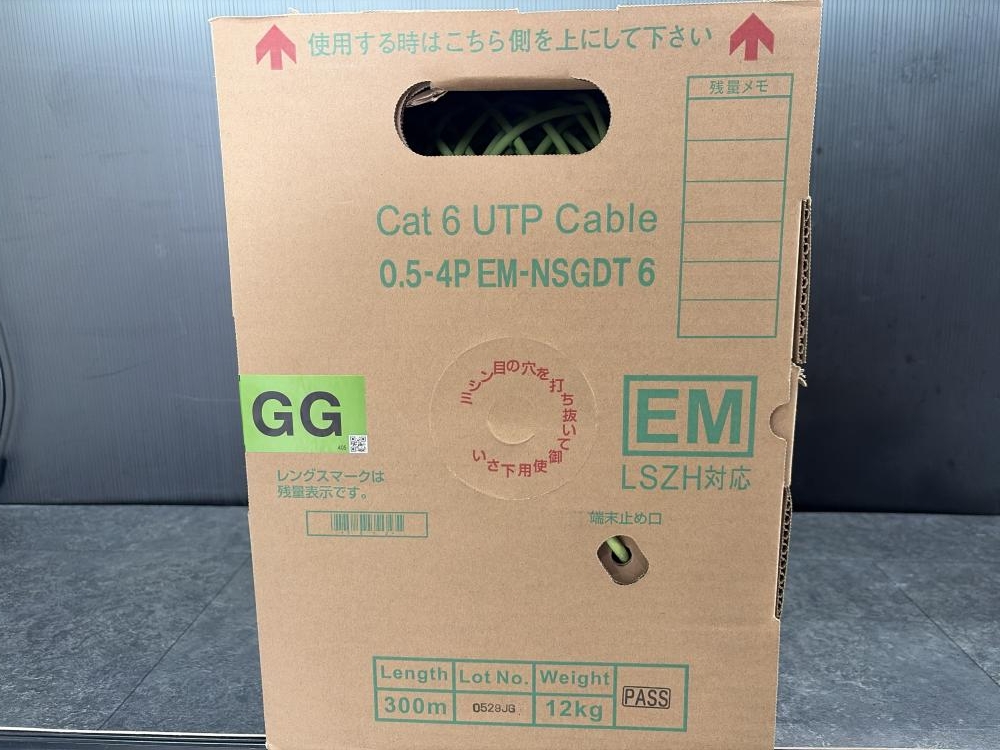 使用する時はこちら側を上にして下さい
残量メモ
Cat 6 UTP Cable
0.5-4P EM-NSGDT 6
ミシン目の穴を打ち抜いて御使用下さい
GG
EM
LSZH対応
レングスマークは
残量表示です。
端末止め口
Length Lot No. Weight
300m 0528JG 12kg PASS